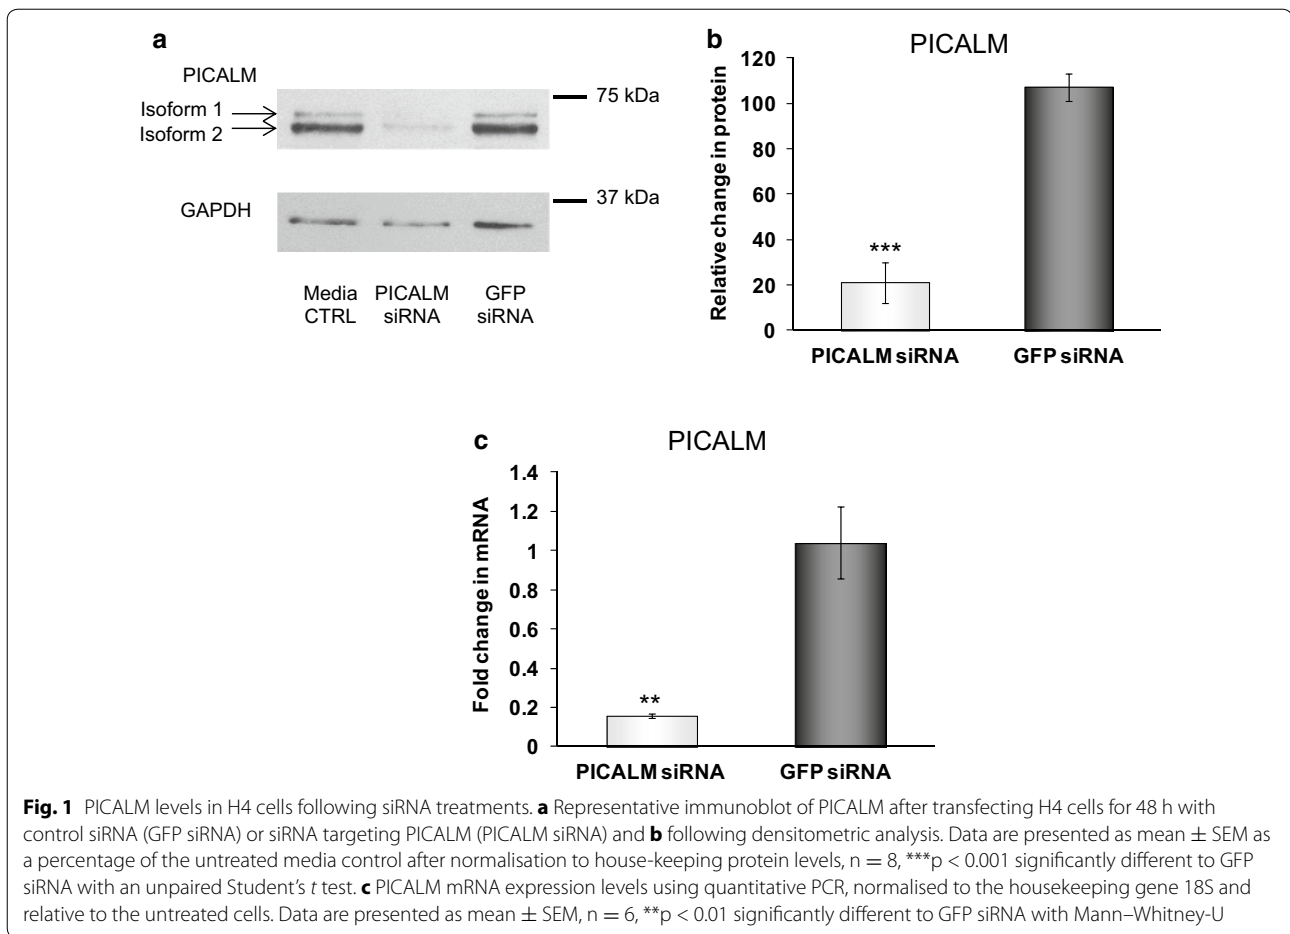 a
PICALM
Isoform 1
Isoform 2
75 kDa
GAPDH
37 kDa
Media CTRL
PICALM siRNA
GFP siRNA
b
PICALM
Relative change in protein
120
100
80
60
40
20
0
***
PICALM siRNA
GFP siRNA
c
PICALM
Fold change in mRNA
1.4
1.2
1
0.8
0.6
0.4
0.2
0
**
PICALM siRNA
GFP siRNA
Fig. 1 PICALM levels in H4 cells following siRNA treatments. a Representative immunoblot of PICALM after transfecting H4 cells for 48 h with
control siRNA (GFP siRNA) or siRNA targeting PICALM (PICALM siRNA) and b following densitometric analysis. Data are presented as mean ± SEM as
a percentage of the untreated media control after normalisation to house-keeping protein levels, n = 8, ***p < 0.001 significantly different to GFP
siRNA with an unpaired Student's t test. c PICALM mRNA expression levels using quantitative PCR, normalised to the housekeeping gene 18S and
relative to the untreated cells. Data are presented as mean ± SEM, n = 6, **p < 0.01 significantly different to GFP siRNA with Mann–Whitney-U